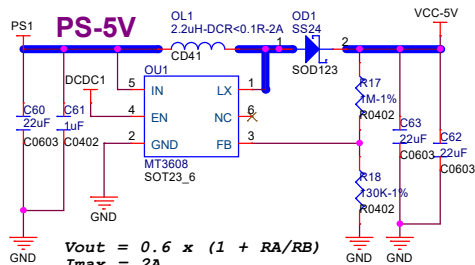 PS1
PS-5V
OL1
2.2uH-DCR<0.1R-2A
CD41
OD1
SS24
1
2
SOD123
VCC-5V
DCDC1
OU1
5
IN
LX
1
4
EN
NC
6
2
GND
FB
3
MT3608
SOT23_6
C60
22uF
C0603
C61
1uF
C0402
R17
1M-1%
R0402
R18
130K-1%
R0402
C63
22uF
C0603
C62
22uF
C0603
GND
GND
GND
GND
Vout = 0.6 x (1 + RA/RB)
Imax = 2A